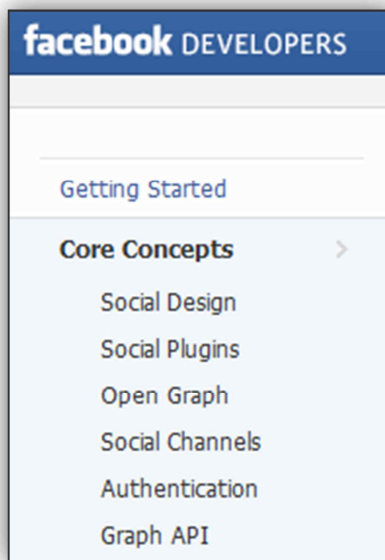 facebook DEVELOPERS
Getting Started
Core Concepts
Social Design
Social Plugins
Open Graph
Social Channels
Authentication
Graph API